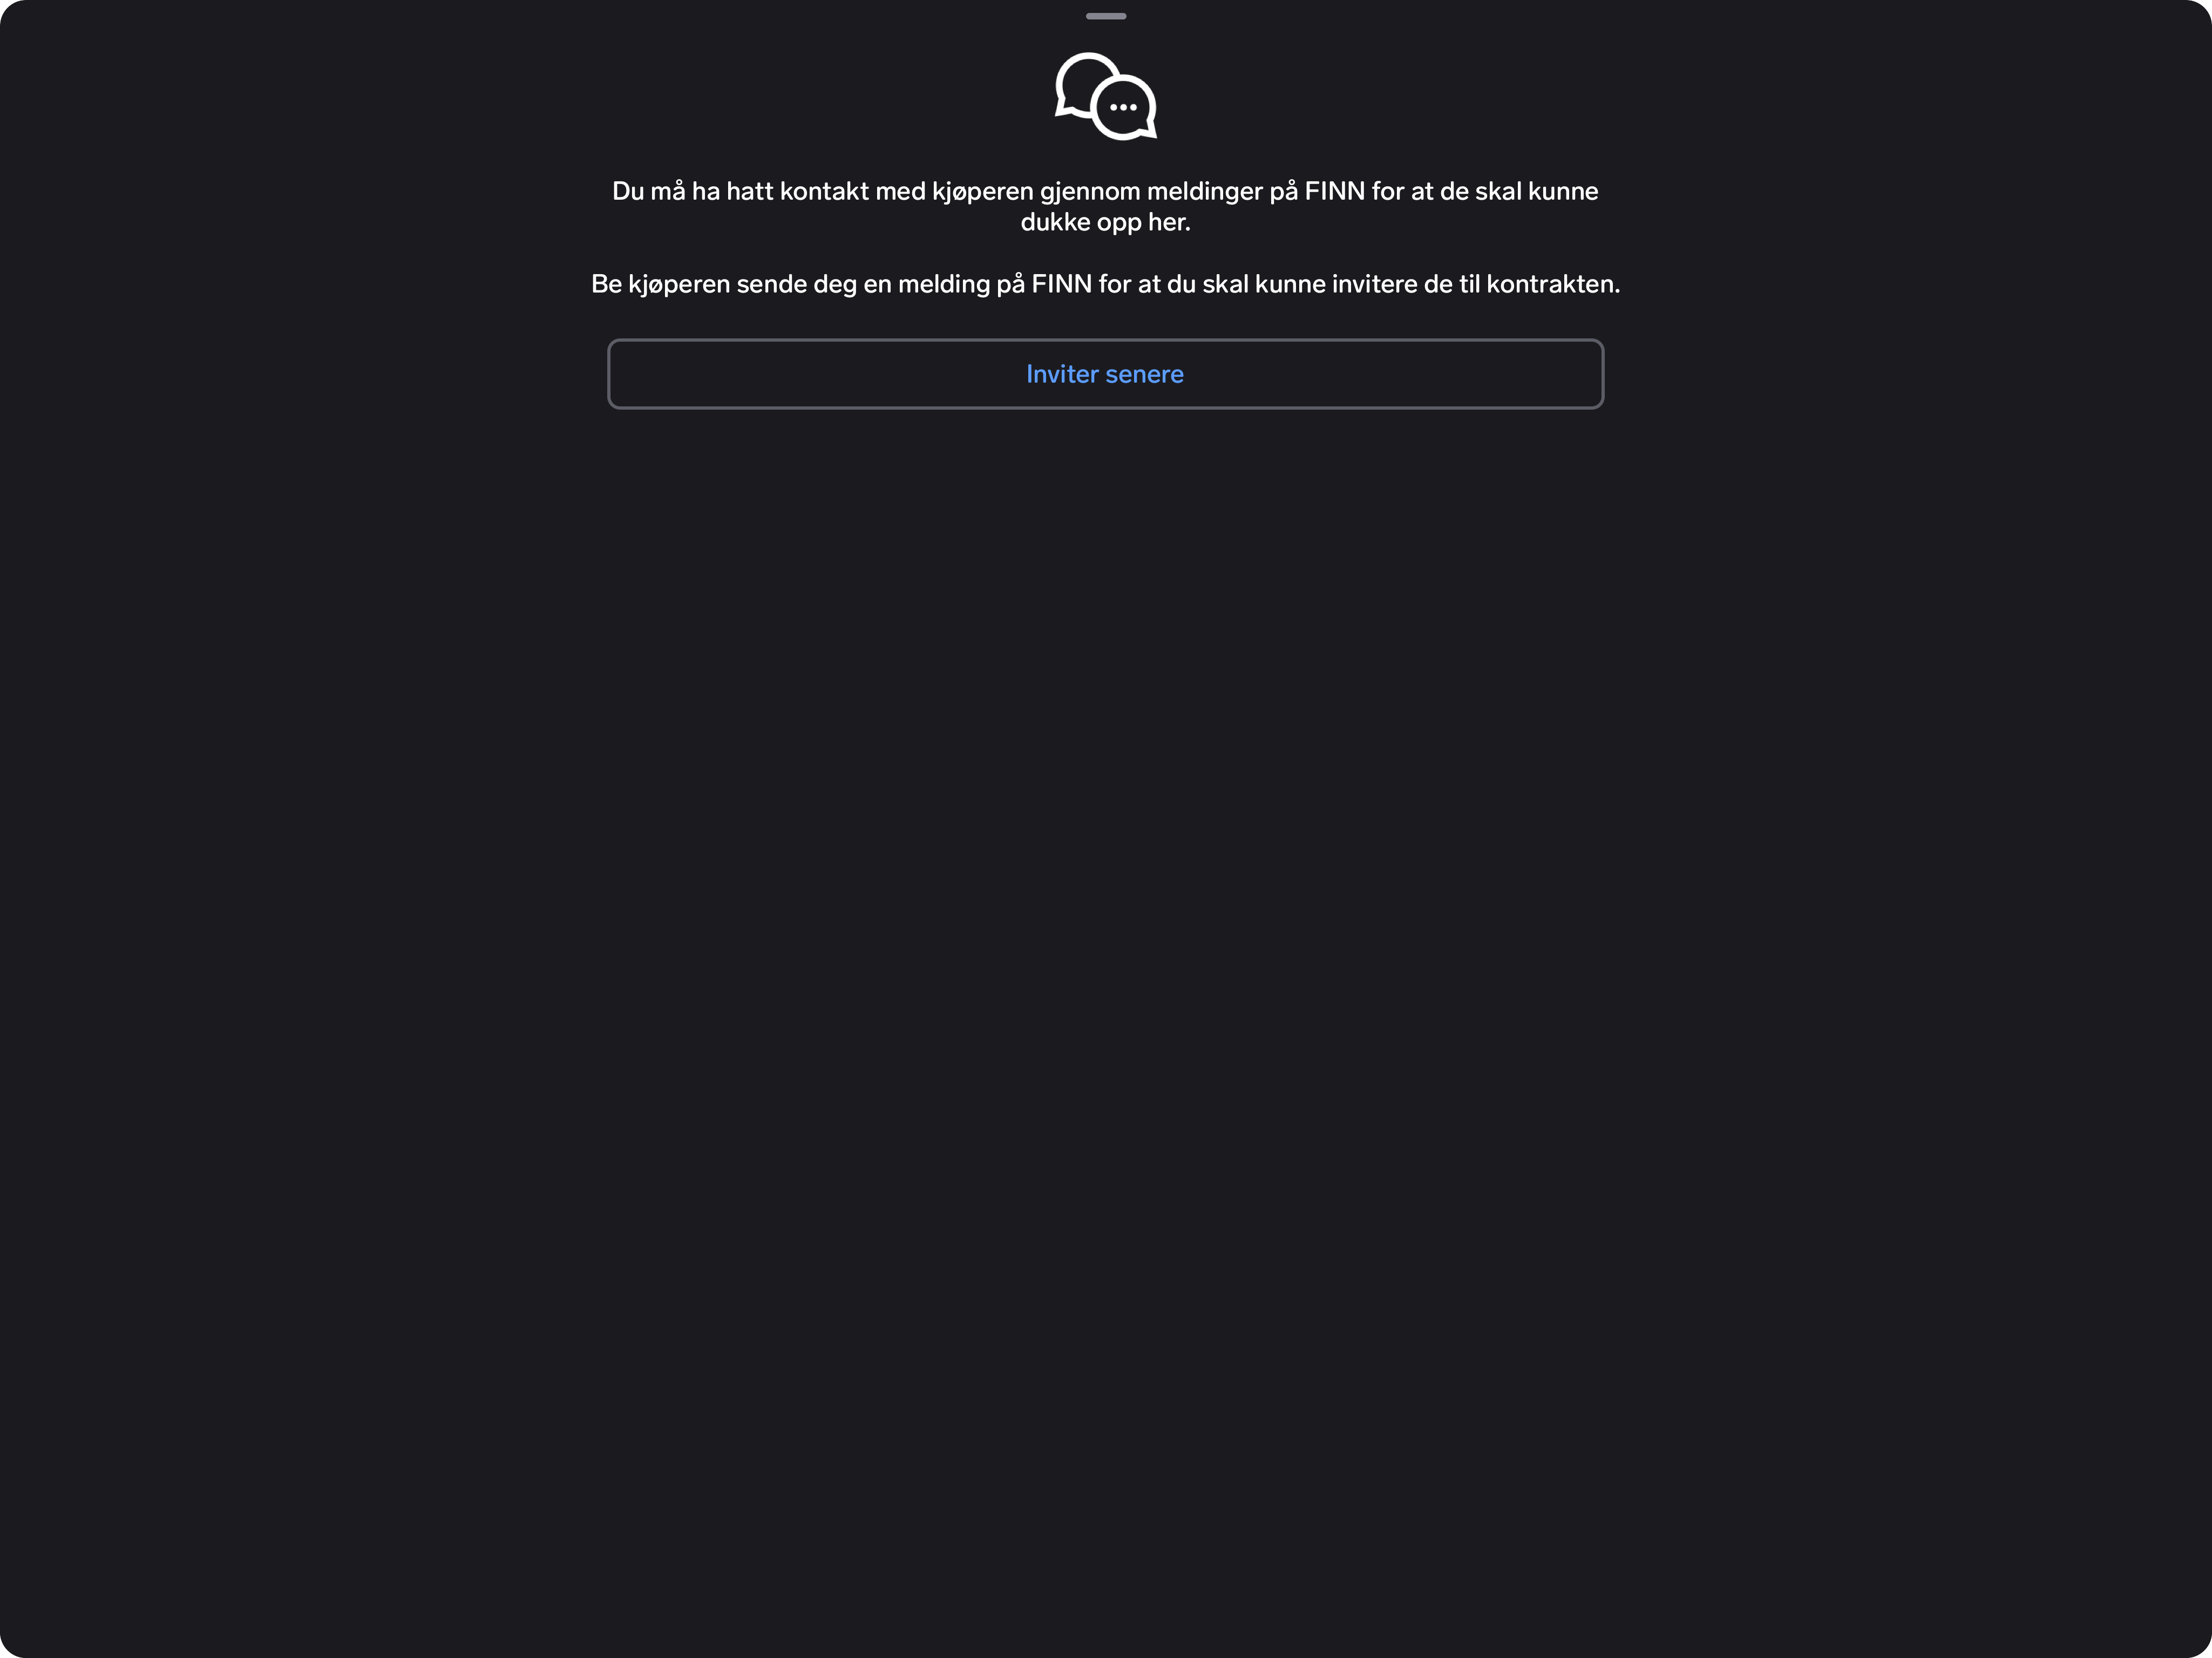 Du må ha hatt kontakt med kjøperen gjennom meldinger på FINN for at de skal kunne
dukke opp her.
Be kjøperen sende deg en melding på FINN for at du skal kunne invitere de til kontrakten.
Inviter senere